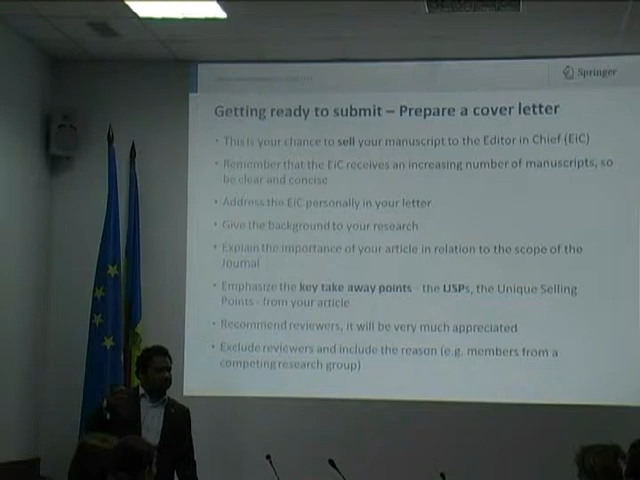 Springer
Getting ready to submit – Prepare a cover letter
• This is your chance to sell your manuscript to the Editor in Chief (EiC)
• Remember that the EiC receives an increasing number of manuscripts, so
be clear and concise
• Address the EiC personally in your letter
• Give the background to your research
• Explain the importance of your article in relation to the scope of the
Journal
• Emphasize the key take away points - the USPs, the Unique Selling
Points - from your article
• Recommend reviewers, it will be very much appreciated
• Exclude reviewers and include the reason (e.g. members from a
competing research group)